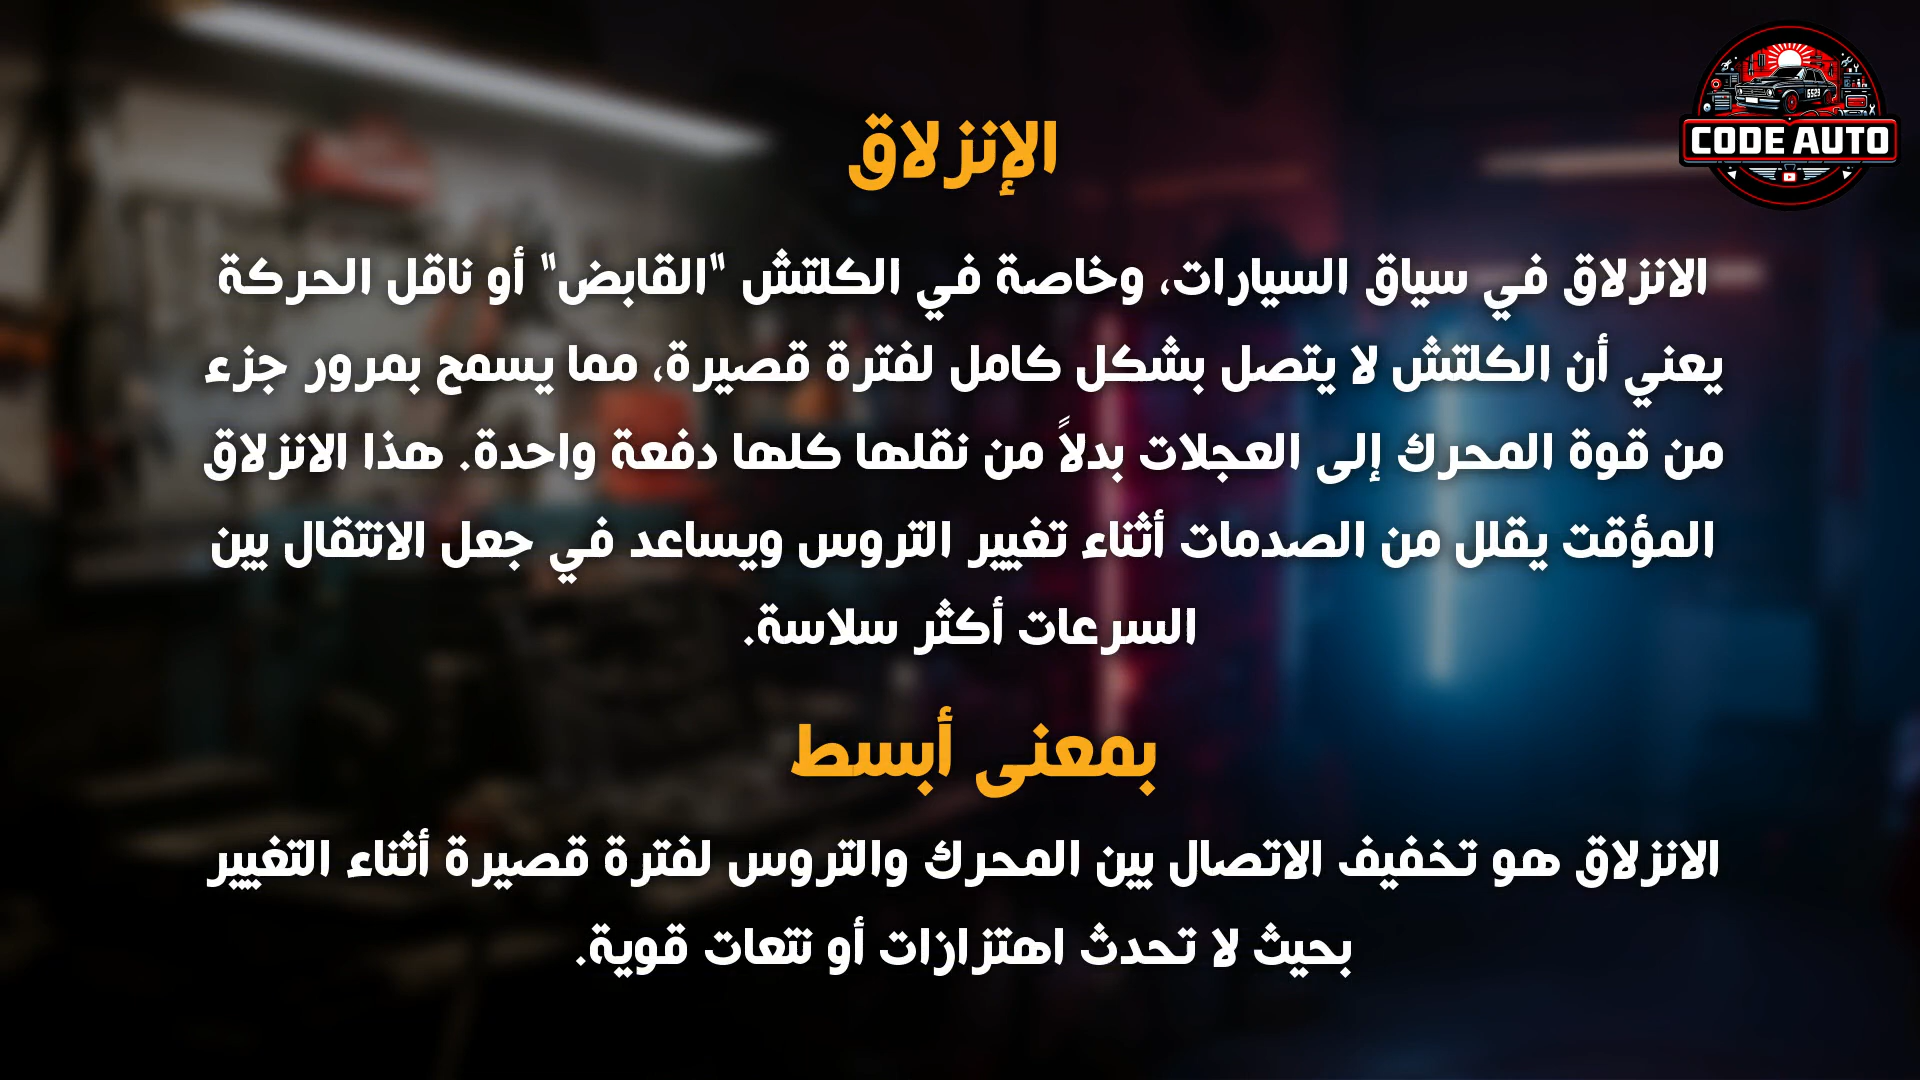 CODE AUTO
الإنزلاق
الانزلاق في سياق السيارات، وخاصة في الكلتش "القابض" أو ناقل الحركة
يعني أن الكلتش لا يتصل بشكل كامل لفترة قصيرة، مما يسمح بمرور جزء
من قوة المحرك إلى العجلات بدلاً من نقلها كلها دفعة واحدة. هذا الانزلاق
المؤقت يقلل من الصدمات أثناء تغيير التروس ويساعد في جعل الانتقال بين
السرعات أكثر سلاسة.
بمعنى أبسط
الانزلاق هو تخفيف الاتصال بين المحرك والتروس لفترة قصيرة أثناء التغيير
بحيث لا تحدث اهتزازات أو نتعات قوية.